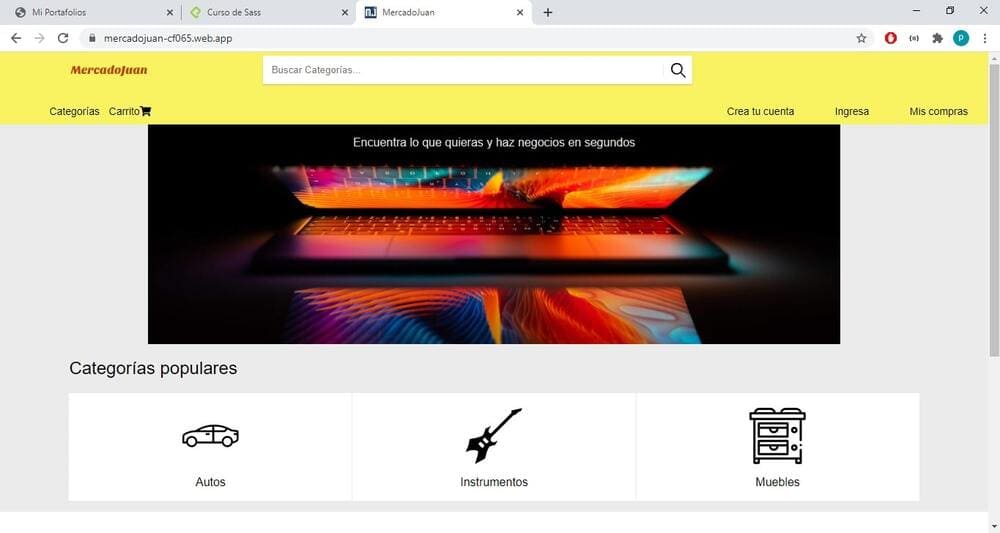 Mi Portafolios
Curso de Sass
MJ MercadoJuan
mercadojuan-cf065.web.app
P
MercadoJuan
Buscar Categorías...
Categorías Carrito
Crea tu cuenta Ingresa Mis compras
Encuentra lo que quieras y haz negocios en segundos
Categorías populares
Autos Instrumentos Muebles